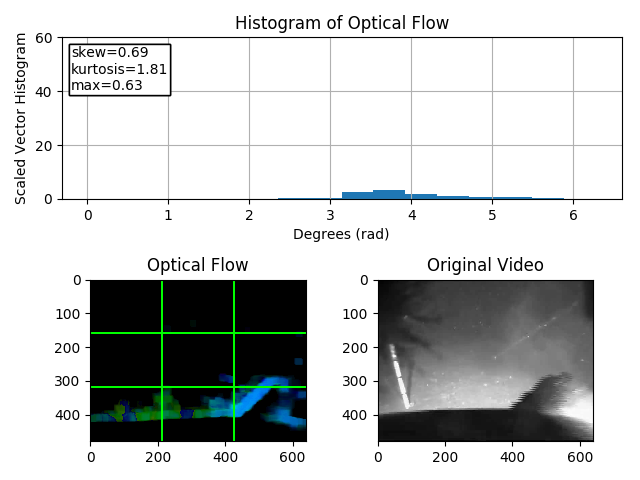 Histogram of Optical Flow
skew=0.69
kurtosis=1.81
max=0.63
Scaled Vector Histogram
60
40
20
0
0 1 2 3 4 5 6
Degrees (rad)
Optical Flow
0
100
200
300
400
0 200 400 600
Original Video
0
100
200
300
400
0 200 400 600